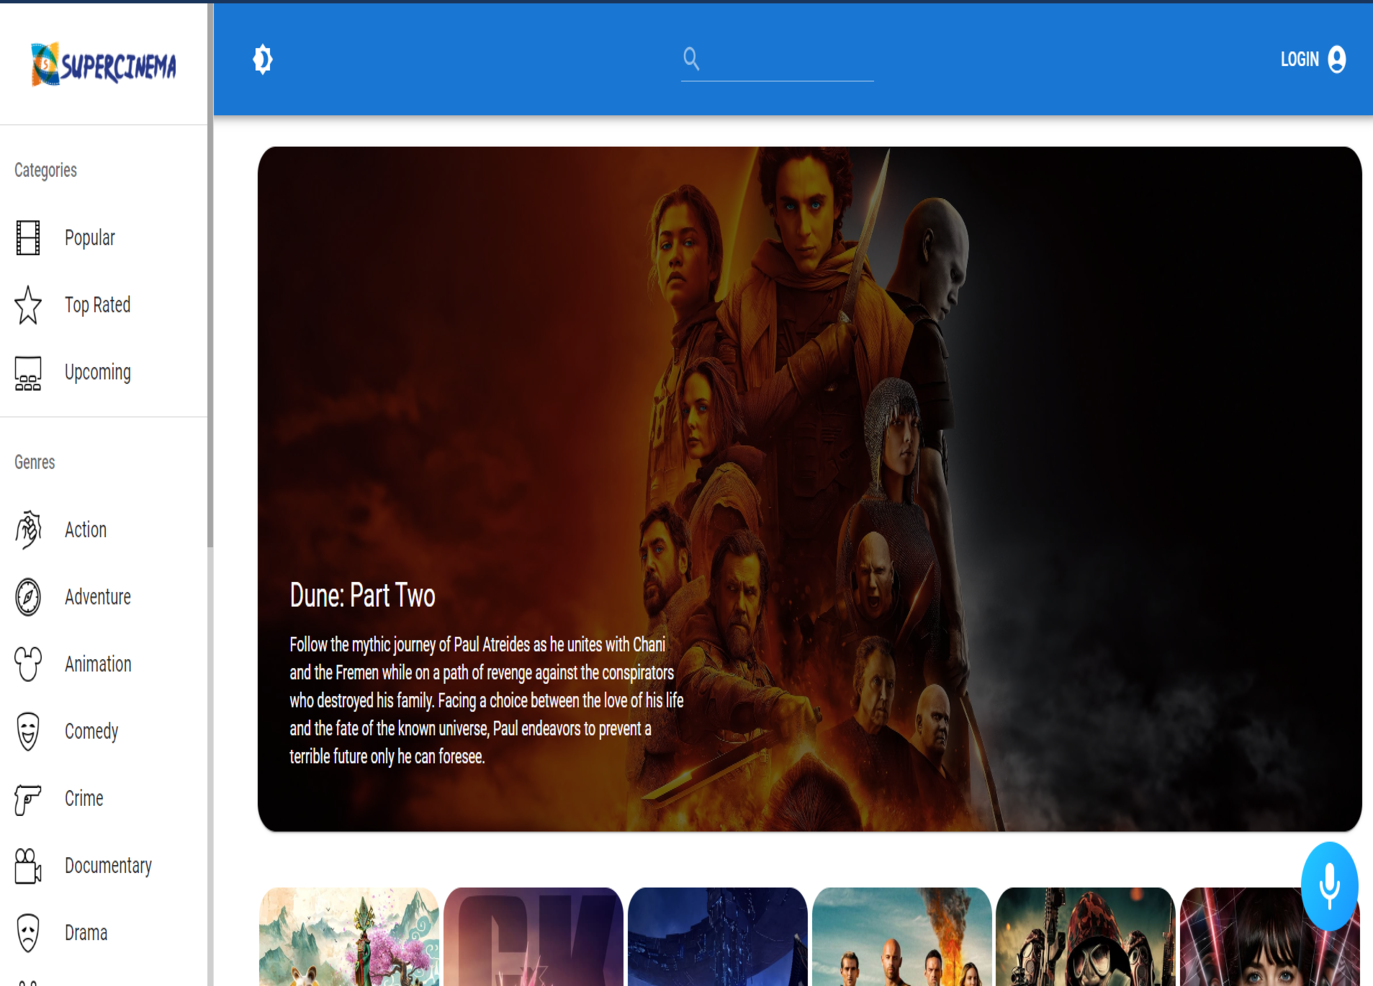 SUPERCINEMA
LOGIN
Categories
Popular
Top Rated
Upcoming
Genres
Action
Adventure
Animation
Comedy
Crime
Documentary
Drama
Dune: Part Two
Follow the mythic journey of Paul Atreides as he unites with Chani
and the Fremen while on a path of revenge against the conspirators
who destroyed his family. Facing a choice between the love of his life
and the fate of the known universe, Paul endeavors to prevent a
terrible future only he can foresee.